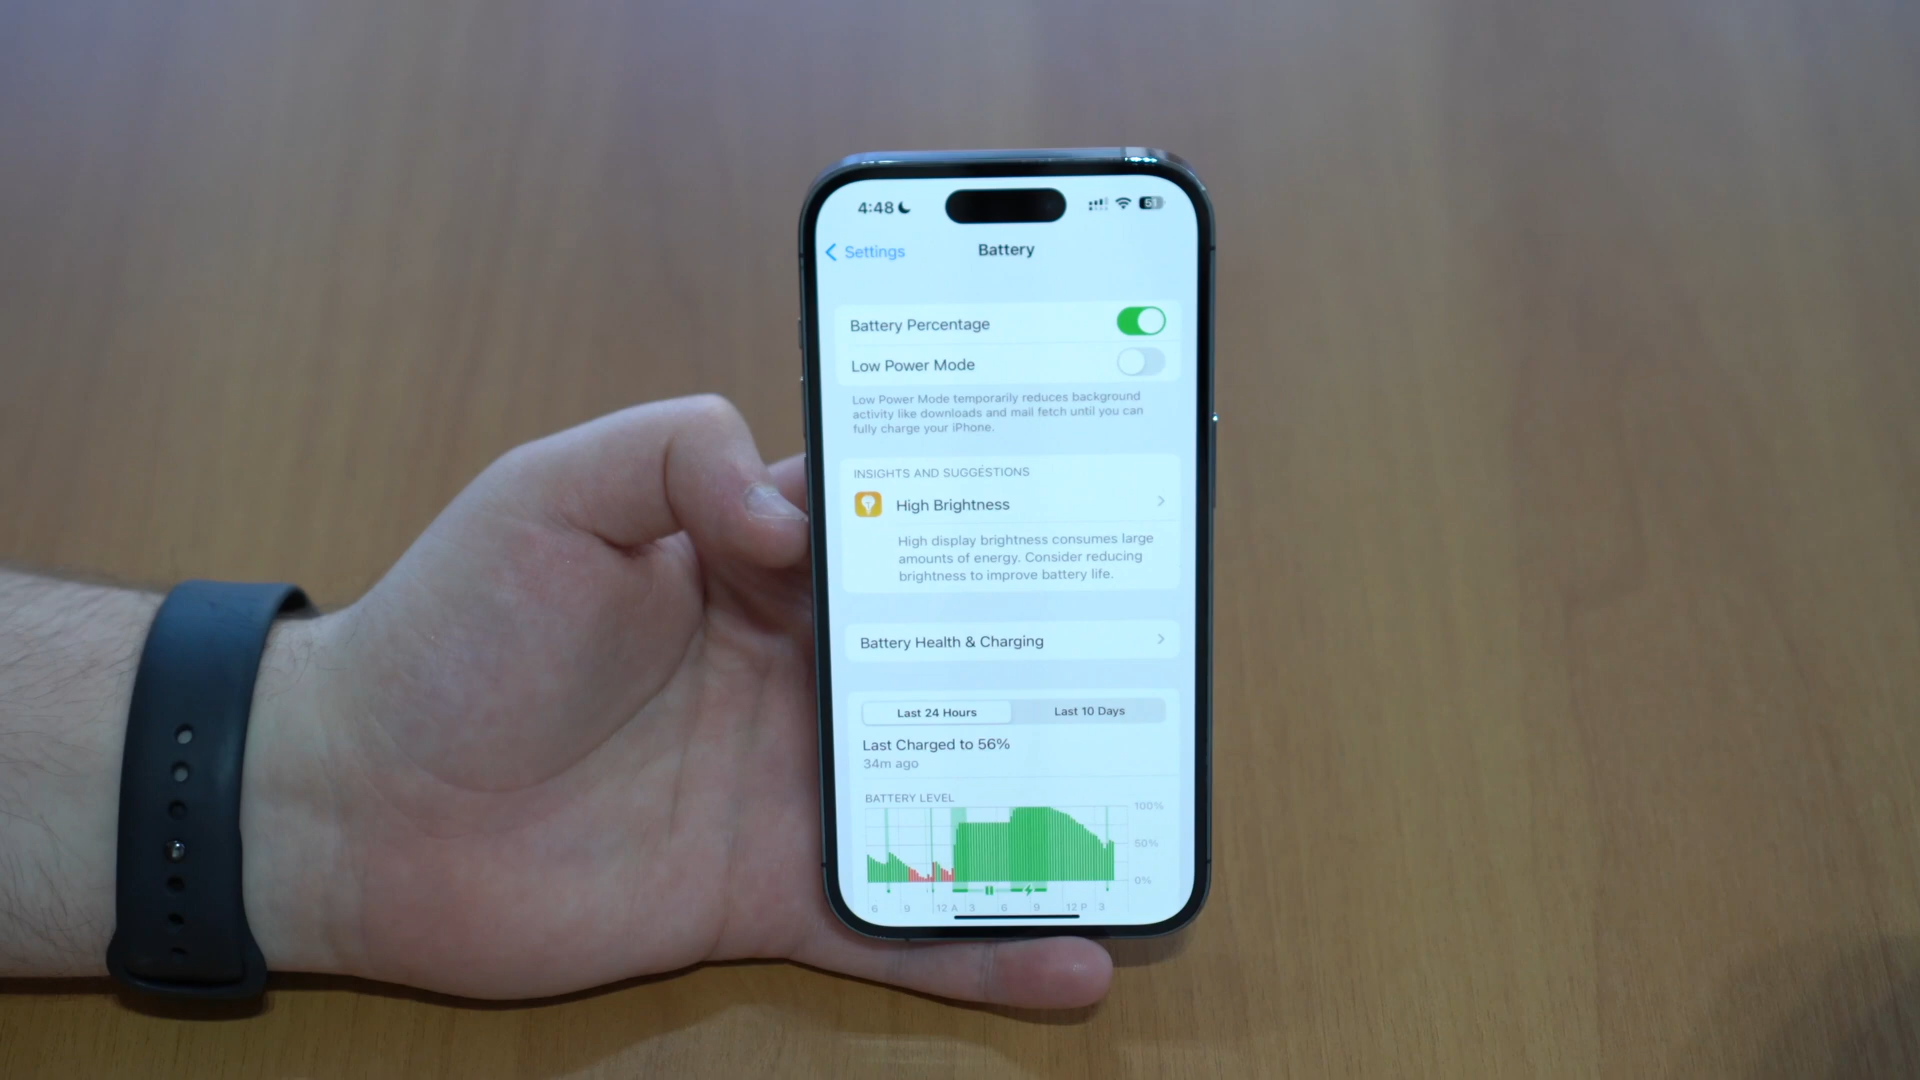 4:48
51
Settings
Battery
Battery Percentage
Low Power Mode
Low Power Mode temporarily reduces background
activity like downloads and mail fetch until you can
fully charge your iPhone.
INSIGHTS AND SUGGESTIONS
High Brightness
High display brightness consumes large
amounts of energy. Consider reducing
brightness to improve battery life.
Battery Health & Charging
Last 24 Hours
Last 10 Days
Last Charged to 56%
34m ago
BATTERY LEVEL
100%
50%
0%
6 9 12 A 3 6 9 12 P 3